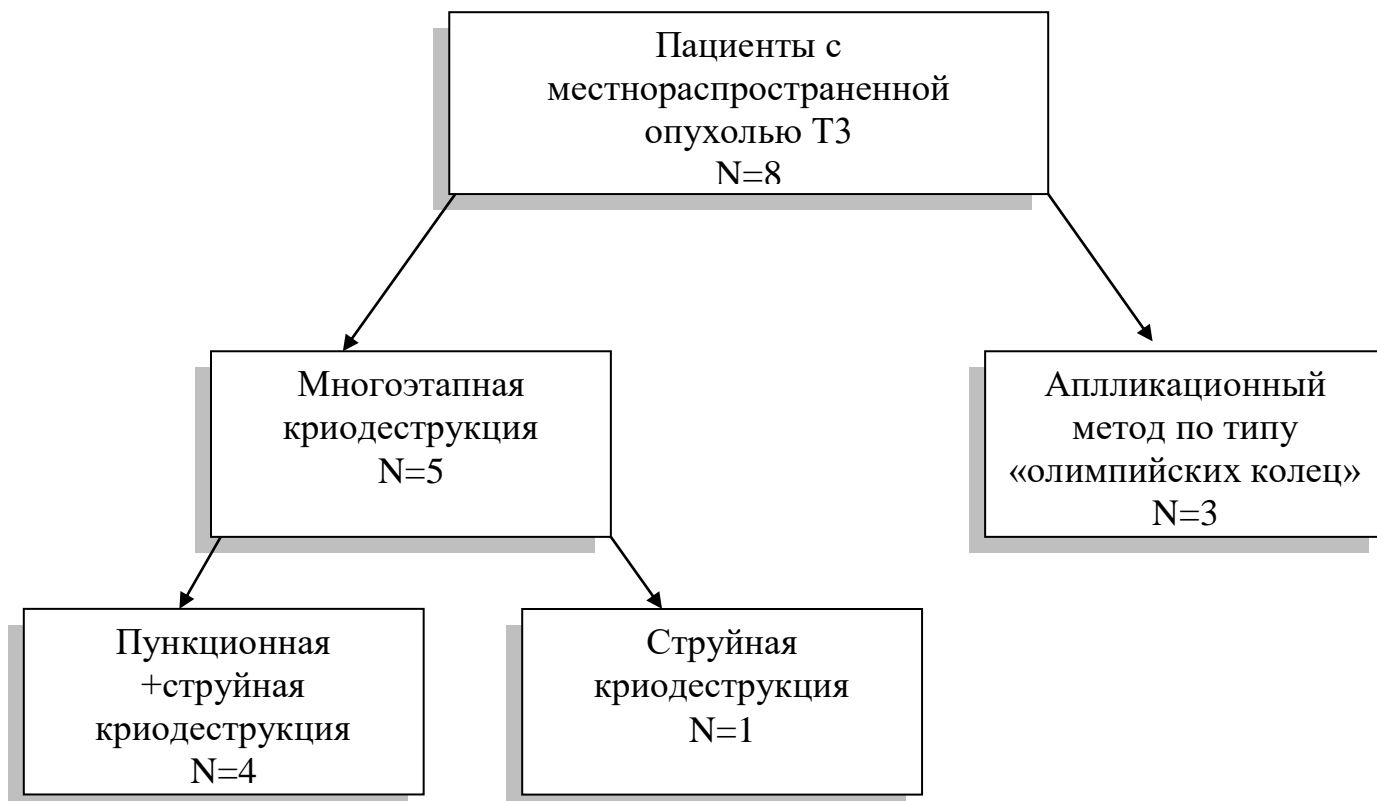 Пациенты с
местнораспространенной
опухолью Т3
N=8
Многоэтапная
криодеструкция
N=5
Аплликационный
метод по типу
«олимпийских колец»
N=3
Пункционная
+струйная
криодеструкция
N=4
Струйная
криодеструкция
N=1